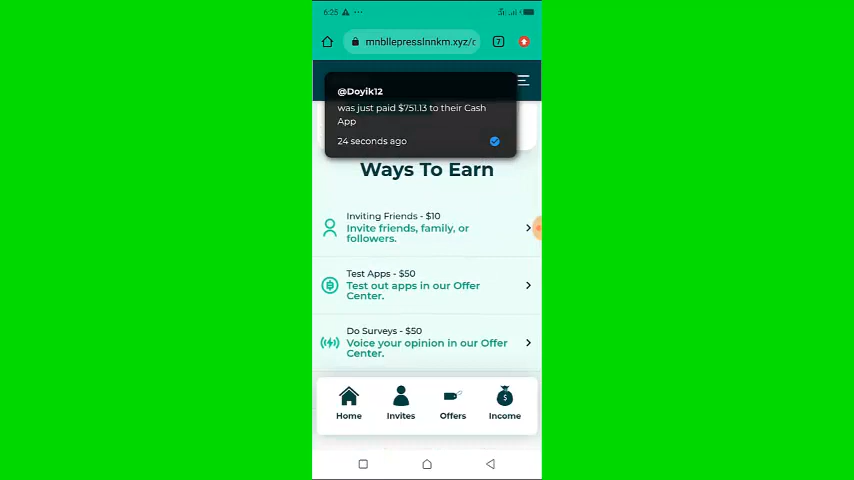 6:25
mnbllepresslnnkm.xyz/c
7
@Doyik12
was just paid $751.13 to their Cash
App
24 seconds ago
Ways To Earn
Inviting Friends - $10
Invite friends, family, or
followers.
Test Apps - $50
Test out apps in our Offer
Center.
Do Surveys - $50
Voice your opinion in our Offer
Center.
Home
Invites
Offers
Income